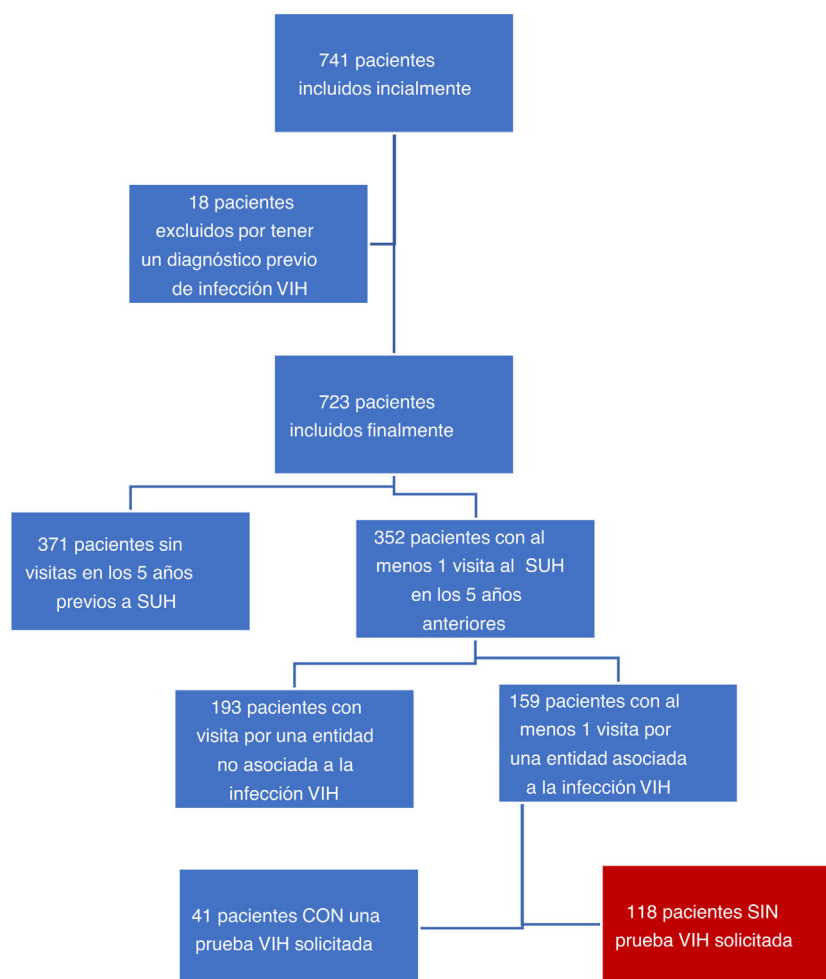 741 pacientes
incluidos incialmente
18 pacientes
excluidos por tener
un diagnóstico previo
de infección VIH
723 pacientes
incluidos finalmente
371 pacientes sin
visitas en los 5 años
previos a SUH
352 pacientes con al
menos 1 visita al SUH
en los 5 años
anteriores
193 pacientes con
visita por una entidad
no asociada a la
infección VIH
159 pacientes con al
menos 1 visita por
una entidad asociada
a la infección VIH
41 pacientes CON una
prueba VIH solicitada
118 pacientes SIN
prueba VIH solicitada